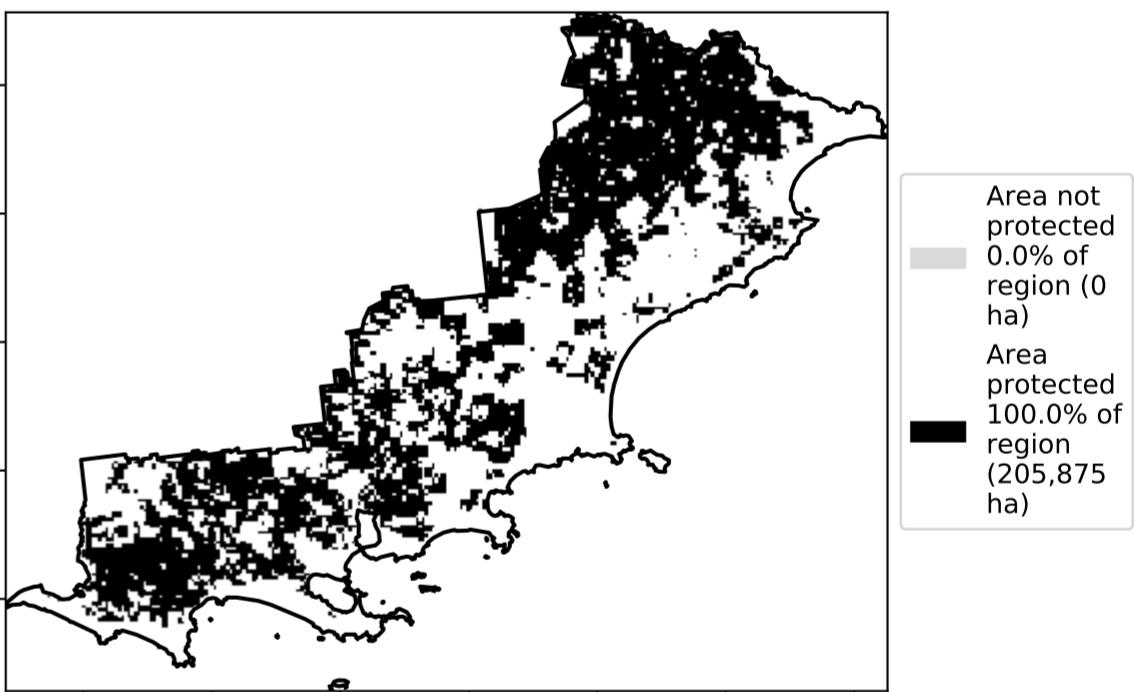 Area not
protected
0.0% of
region (0
ha)
Area
protected
100.0% of
region
(205,875
ha)